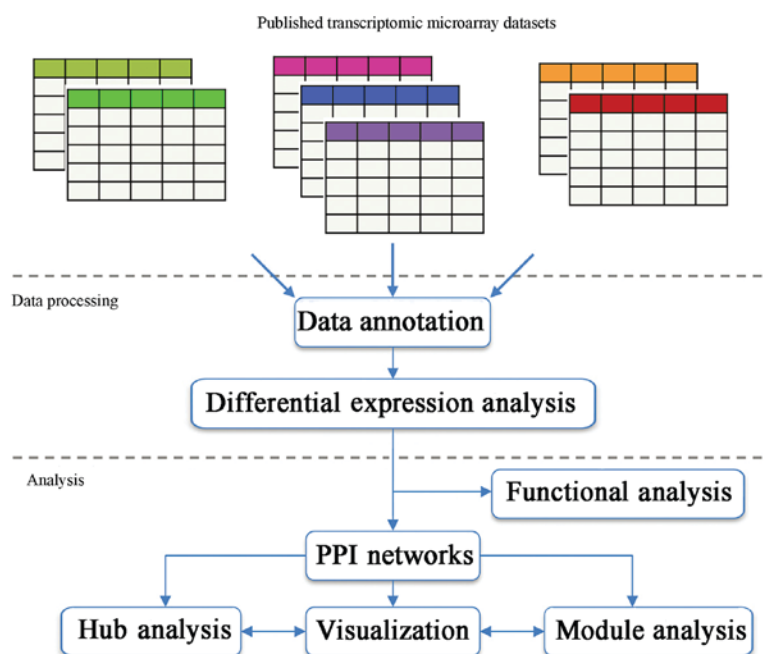 Published transcriptomic microarray datasets
Data processing
Data annotation
Differential expression analysis
Analysis
Functional analysis
PPI networks
Hub analysis
Visualization
Module analysis